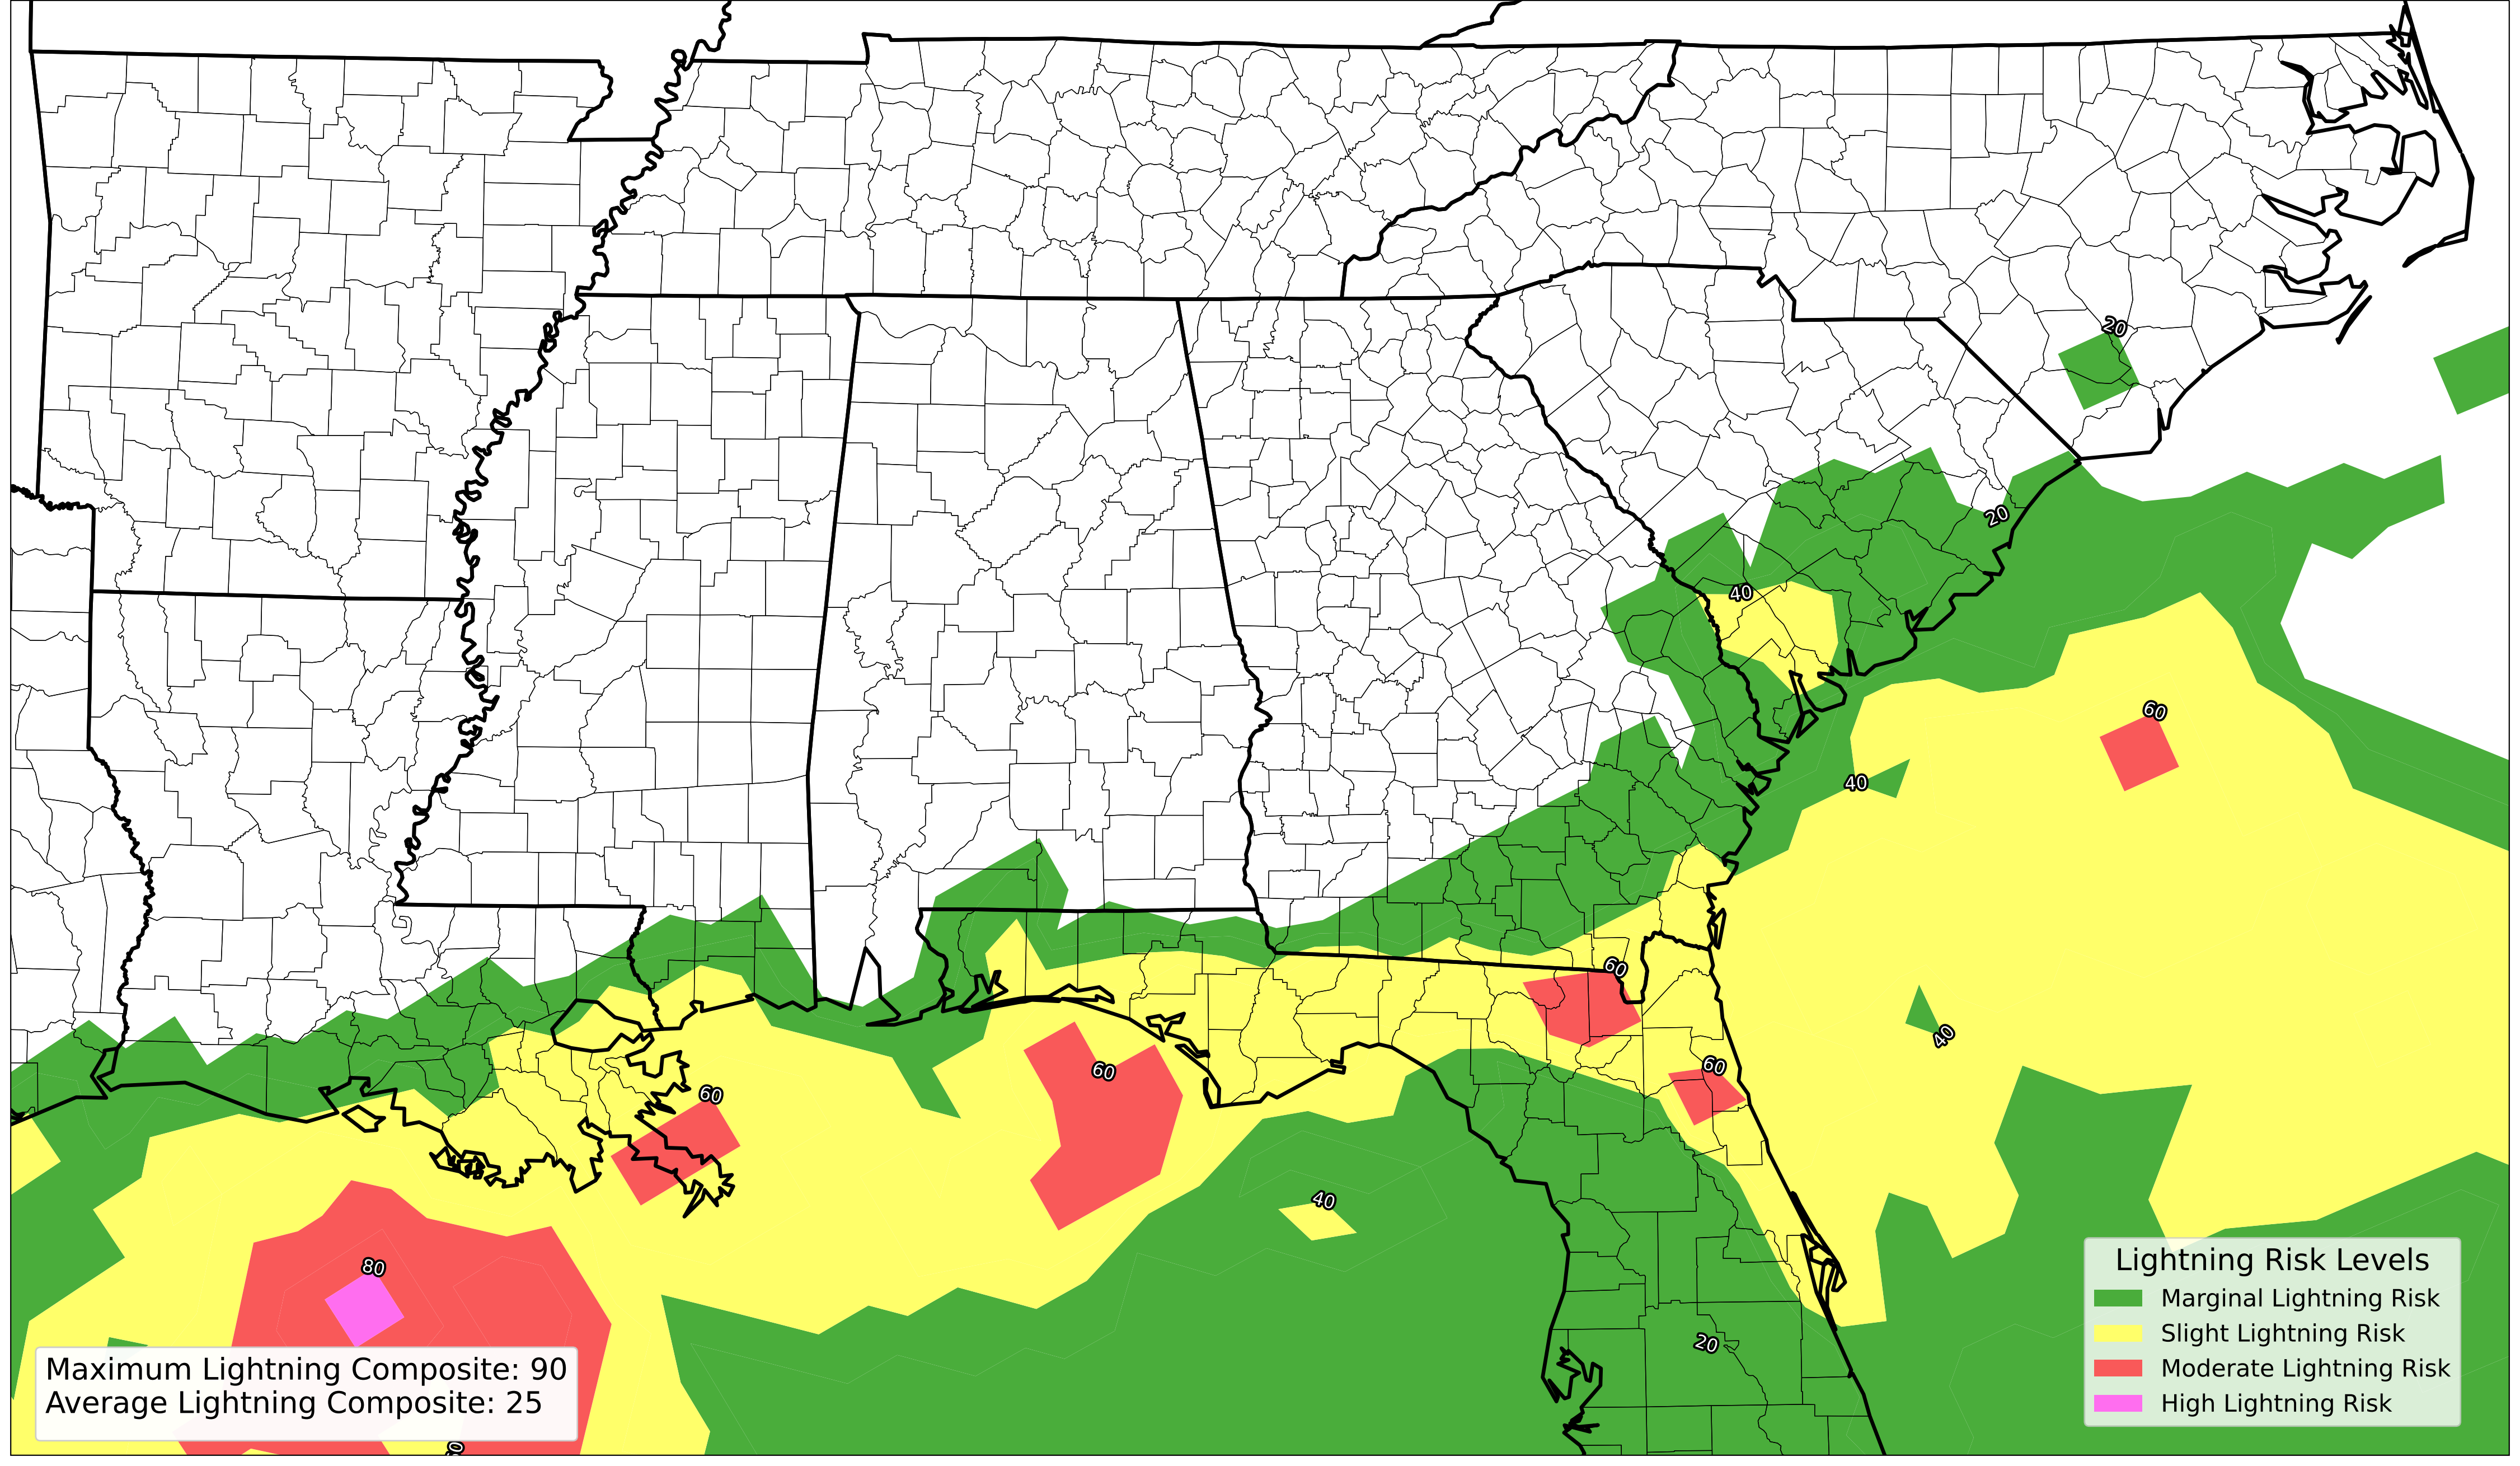 20
20
40
60
40
60
60
40
60
60
40
80
20
Lightning Risk Levels
Marginal Lightning Risk
Slight Lightning Risk
Moderate Lightning Risk
High Lightning Risk
Maximum Lightning Composite: 90
Average Lightning Composite: 25